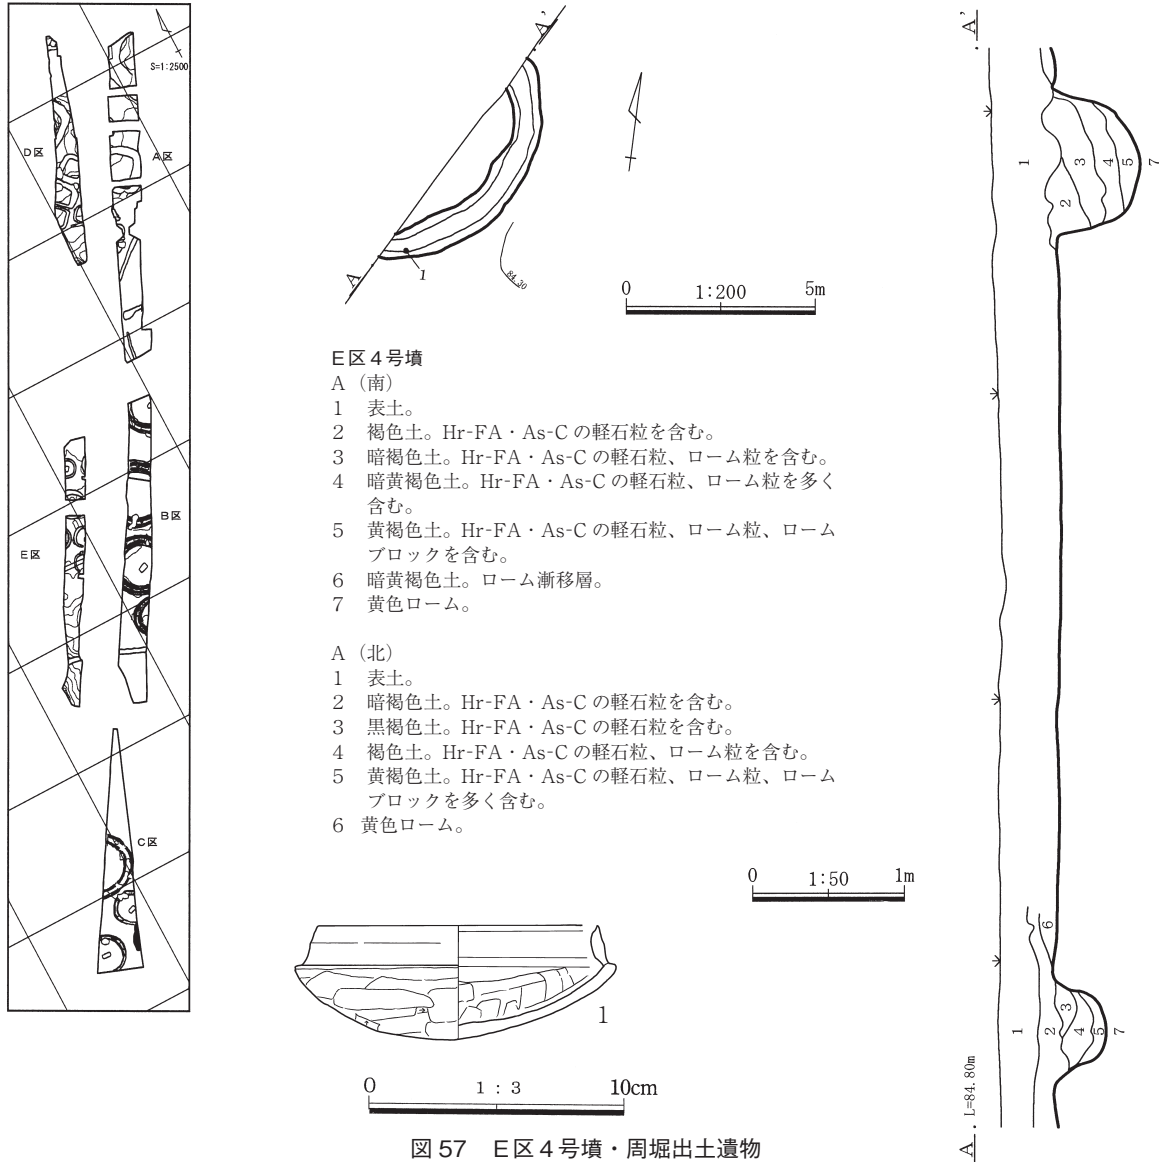 S=1:2500
D区
A区
B区
E区
C区
A'
A
1
84.30
0 1:200 5m
E区4号墳
A（南）
1 表土。
2 褐色土。Hr-FA・As-Cの軽石粒を含む。
3 暗褐色土。Hr-FA・As-Cの軽石粒、ローム粒を含む。
4 暗黄褐色土。Hr-FA・As-Cの軽石粒、ローム粒を多く
含む。
5 黄褐色土。Hr-FA・As-Cの軽石粒、ローム粒、ローム
ブロックを含む。
6 暗黄褐色土。ローム漸移層。
7 黄色ローム。
A（北）
1 表土。
2 暗褐色土。Hr-FA・As-Cの軽石粒を含む。
3 黒褐色土。Hr-FA・As-Cの軽石粒を含む。
4 褐色土。Hr-FA・As-Cの軽石粒、ローム粒を含む。
5 黄褐色土。Hr-FA・As-Cの軽石粒、ローム粒、ローム
ブロックを多く含む。
6 黄色ローム。
0 1:50 1m
1
0 1:3 10cm
A'
1 2 3 4 5 7
6
1 2 3 4 5 7
A . L=84.80m
図57 E区4号墳・周堀出土遺物